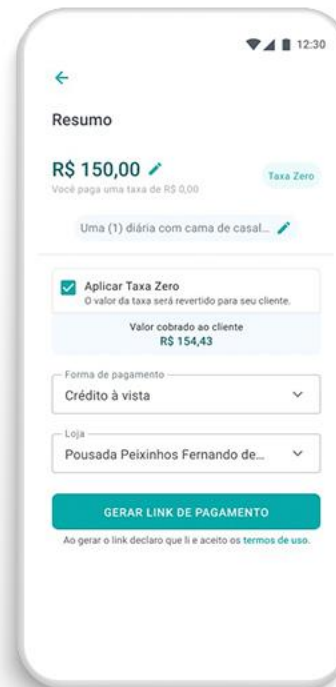 12:30
Resumo
R$ 150,00
Taxa Zero
Você paga uma taxa de R$ 0,00
Uma (1) diária com cama de casal...
Aplicar Taxa Zero
O valor da taxa será revertido para seu cliente.
Valor cobrado ao cliente
R$ 154,43
Forma de pagamento
Crédito à vista
Loja
Pousada Peixinhos Fernando de...
GERAR LINK DE PAGAMENTO
Ao gerar o link declaro que li e aceito os termos de uso.